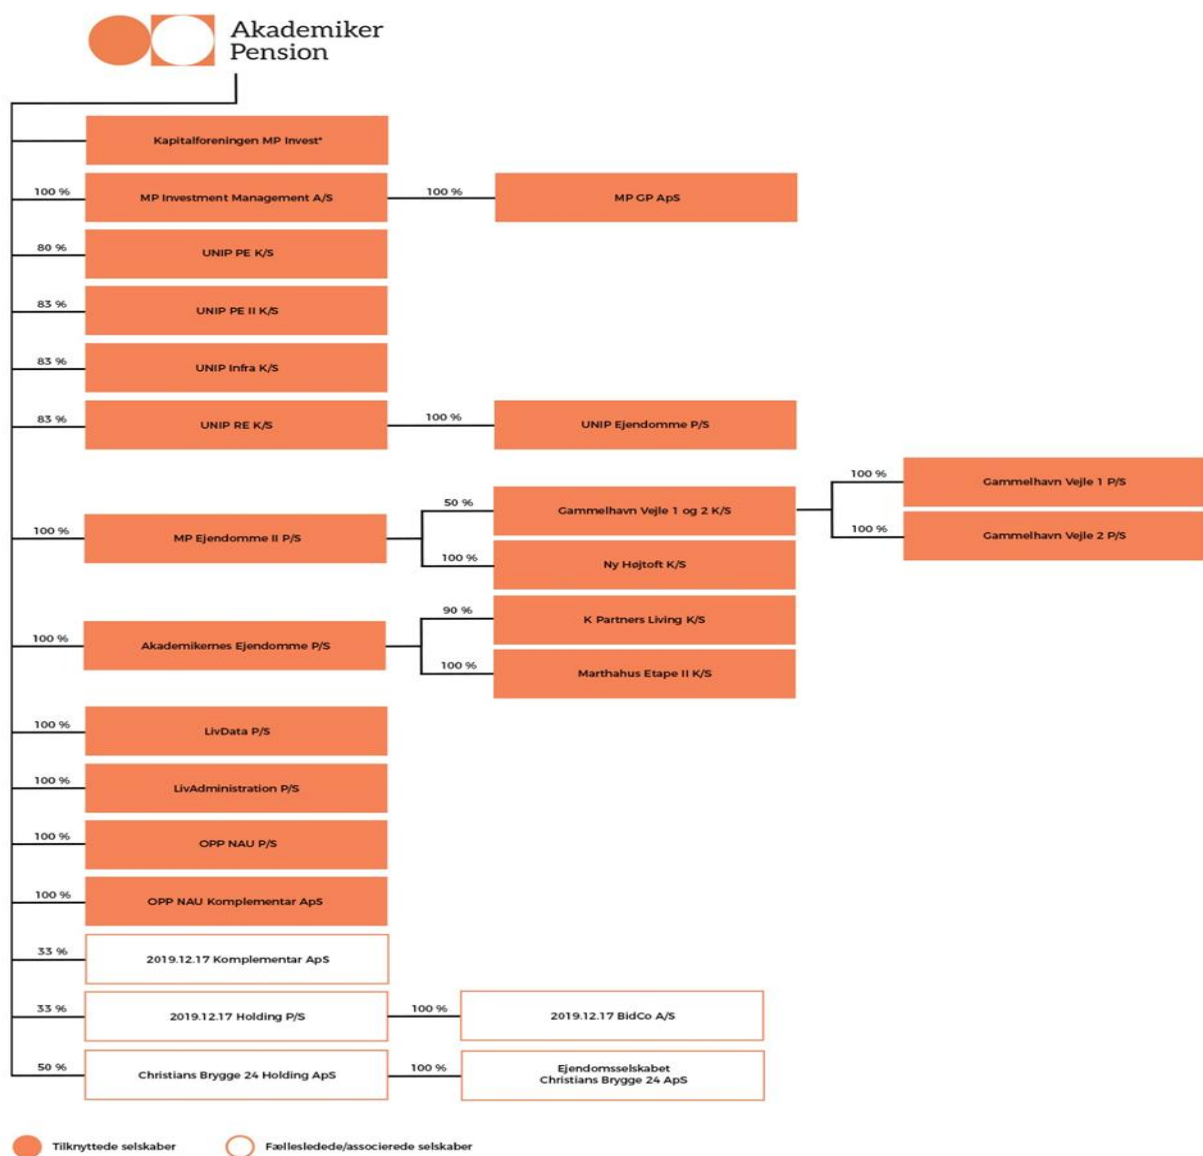 Akademiker
Pension
Kapitalforeningen MP Invest*
100 %
MP Investment Management A/S
100 %
MP GP ApS
80 %
UNIP PE K/S
83 %
UNIP PE II K/S
83 %
UNIP Infra K/S
83 %
UNIP RE K/S
100 %
UNIP Ejendomme P/S
100 %
MP Ejendomme II P/S
50 %
Gammelhavn Vejle 1 og 2 K/S
100 %
Gammelhavn Vejle 1 P/S
100 %
Gammelhavn Vejle 2 P/S
100 %
Ny Højtoft K/S
100 %
Akademikernes Ejendomme P/S
90 %
K Partners Living K/S
100 %
Marthahus Etape II K/S
100 %
LivData P/S
100 %
LivAdministration P/S
100 %
OPP NAU P/S
100 %
OPP NAU Komplementar ApS
33 %
2019.12.17 Komplementar ApS
33 %
2019.12.17 Holding P/S
100 %
2019.12.17 BidCo A/S
50 %
Christians Brygge 24 Holding ApS
100 %
Ejendomsselskabet
Christians Brygge 24 ApS
Tilknyttede selskaber
Fællesledede/associerede selskaber